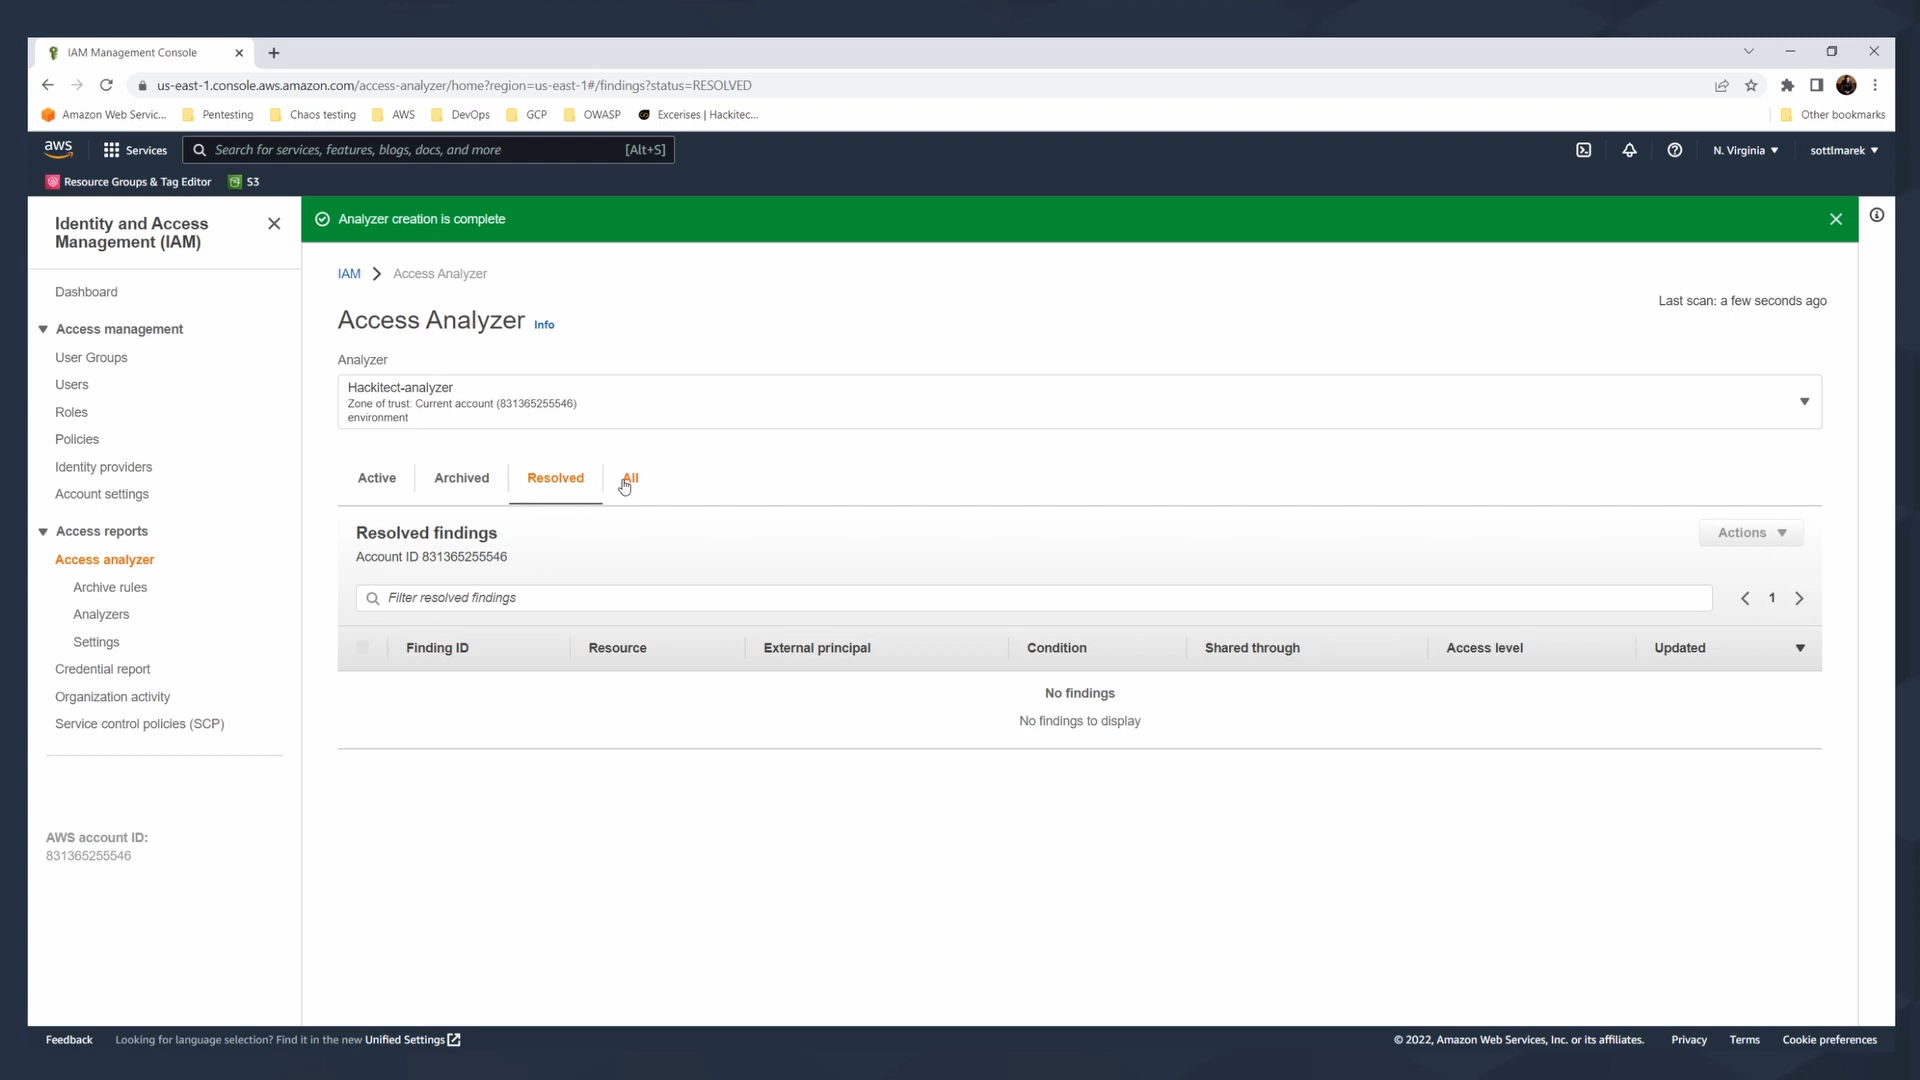 IAM Management Console
us-east-1.console.aws.amazon.com/access-analyzer/home?region=us-east-1#/findings?status=RESOLVED
Amazon Web Servic...
Pentesting
Chaos testing
AWS
DevOps
GCP
OWASP
Excerises | Hackitec...
Other bookmarks
aws
Services
Search for services, features, blogs, docs, and more
[Alt+S]
N. Virginia
sottlmarek
Resource Groups & Tag Editor
S3
Identity and Access
Management (IAM)
Dashboard
Access management
User Groups
Users
Roles
Policies
Identity providers
Account settings
Access reports
Access analyzer
Archive rules
Analyzers
Settings
Credential report
Organization activity
Service control policies (SCP)
AWS account ID:
831365255546
Analyzer creation is complete
IAM
Access Analyzer
Last scan: a few seconds ago
Access Analyzer Info
Analyzer
Hackitect-analyzer
Zone of trust: Current account (831365255546)
environment
Active
Archived
Resolved
All
Resolved findings
Account ID 831365255546
Actions
Filter resolved findings
1
Finding ID
Resource
External principal
Condition
Shared through
Access level
Updated
No findings
No findings to display
Feedback
Looking for language selection? Find it in the new Unified Settings
© 2022, Amazon Web Services, Inc. or its affiliates.
Privacy
Terms
Cookie preferences